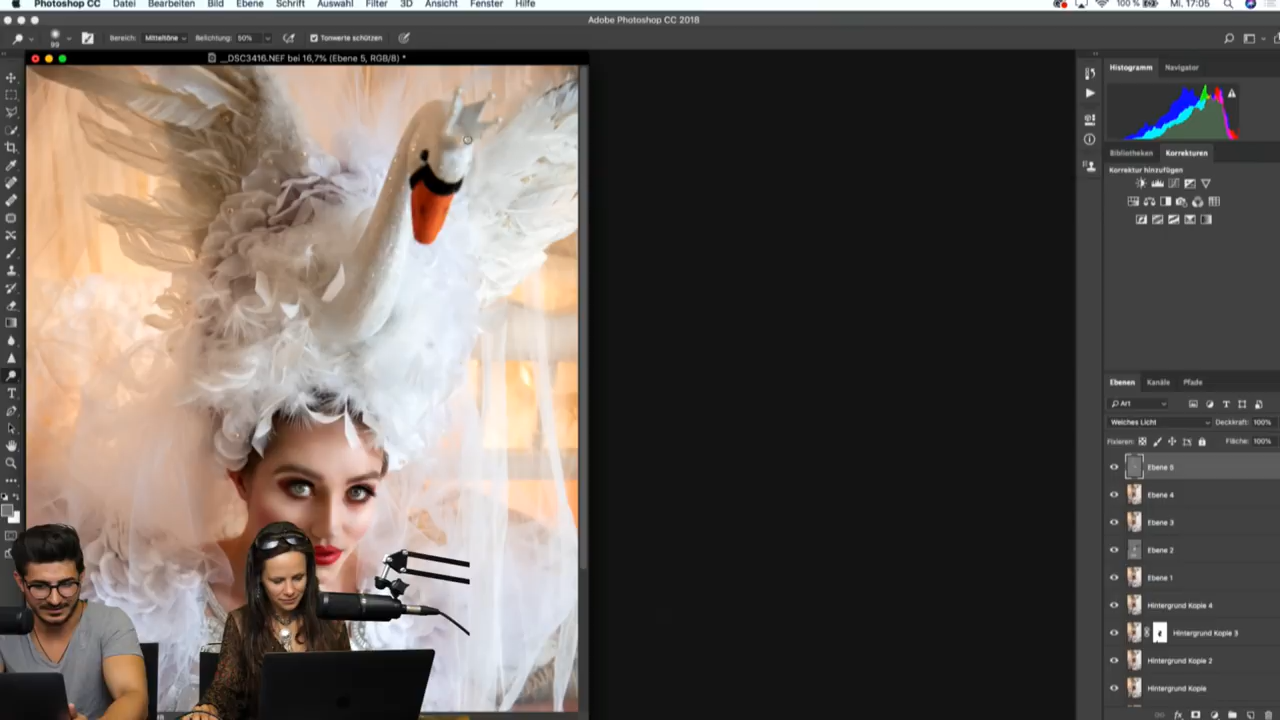 Photoshop CC Datei Bearbeiten Bild Ebene Schrift Auswahl Filter 3D Ansicht Fenster Hilfe 100 % Mi. 17:05
Adobe Photoshop CC 2018
99 Bereich: Mitteltöne Belichtung: 50% Tonwerte schützen
__DSC3416.NEF bei 16,7% (Ebene 5, RGB/8) *
Histogramm Navigator
Bibliotheken Korrekturen
Korrektur hinzufügen
Ebenen Kanäle Pfade
Art
Weiches Licht Deckkraft: 100%
Fixieren: Fläche: 100%
Ebene 5
Ebene 4
Ebene 3
Ebene 2
Ebene 1
Hintergrund Kopie 4
Hintergrund Kopie 3
Hintergrund Kopie 2
Hintergrund Kopie